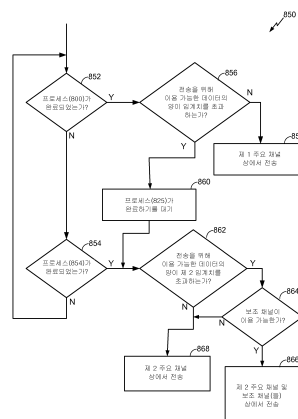 850
852
프로세스(800)가
완료되었는가?
Y
N
856
전송을 위해
이용 가능한 데이터의
양이 임계치를 초과
하는가?
N
Y
85
제 1 주요 채널
상에서 전송
860
프로세스(825)가
완료하기를 대기
854
프로세스(854)가
완료되었는가?
Y
N
862
전송을 위해
이용 가능한 데이터의
양이 제 2 임계치를
초과하는가?
Y
N
864
보조 채널이
이용 가능한가?
N
Y
868
제 2 주요 채널
상에서 전송
866
제 2 주요 채널 및
보조 채널(들)
상에서 전송